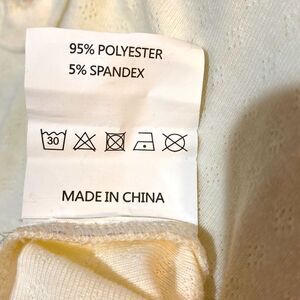 95% POLYESTER
5% SPANDEX
30
MADE IN CHINA